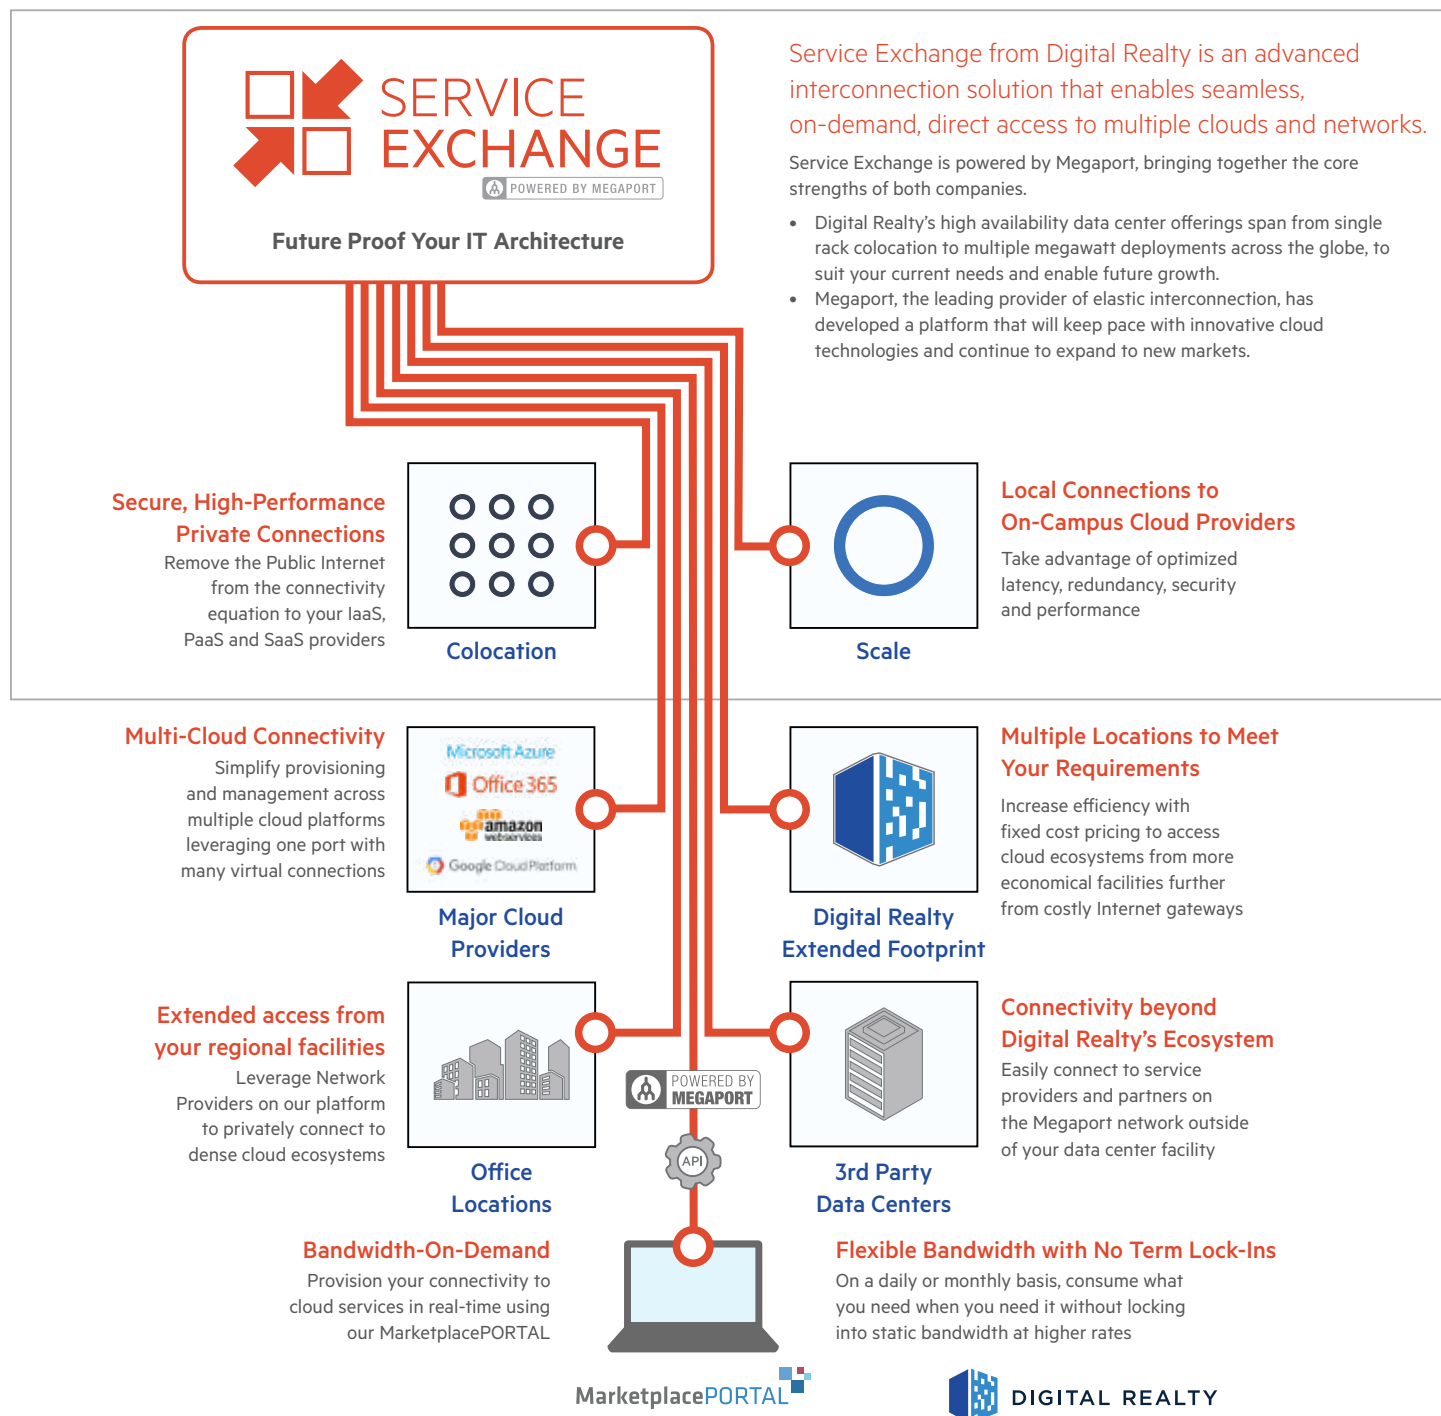 SERVICE
EXCHANGE
POWERED BY MEGAPORT
Future Proof Your IT Architecture
Service Exchange from Digital Realty is an advanced
interconnection solution that enables seamless,
on-demand, direct access to multiple clouds and networks.
Service Exchange is powered by Megaport, bringing together the core
strengths of both companies.
• Digital Realty's high availability data center offerings span from single
rack colocation to multiple megawatt deployments across the globe, to
suit your current needs and enable future growth.
• Megaport, the leading provider of elastic interconnection, has
developed a platform that will keep pace with innovative cloud
technologies and continue to expand to new markets.
Secure, High-Performance
Private Connections
Remove the Public Internet
from the connectivity
equation to your IaaS,
PaaS and SaaS providers
Colocation
Scale
Local Connections to
On-Campus Cloud Providers
Take advantage of optimized
latency, redundancy, security
and performance
Multi-Cloud Connectivity
Simplify provisioning
and management across
multiple cloud platforms
leveraging one port with
many virtual connections
Microsoft Azure
Office 365
amazon
webservices
Google Cloud Platform
Major Cloud
Providers
Digital Realty
Extended Footprint
Multiple Locations to Meet
Your Requirements
Increase efficiency with
fixed cost pricing to access
cloud ecosystems from more
economical facilities further
from costly Internet gateways
Extended access from
your regional facilities
Leverage Network
Providers on our platform
to privately connect to
dense cloud ecosystems
Office
Locations
POWERED BY
MEGAPORT
API
3rd Party
Data Centers
Connectivity beyond
Digital Realty's Ecosystem
Easily connect to service
providers and partners on
the Megaport network outside
of your data center facility
Bandwidth-On-Demand
Provision your connectivity to
cloud services in real-time using
our MarketplacePORTAL
Flexible Bandwidth with No Term Lock-Ins
On a daily or monthly basis, consume what
you need when you need it without locking
into static bandwidth at higher rates
MarketplacePORTAL
DIGITAL REALTY